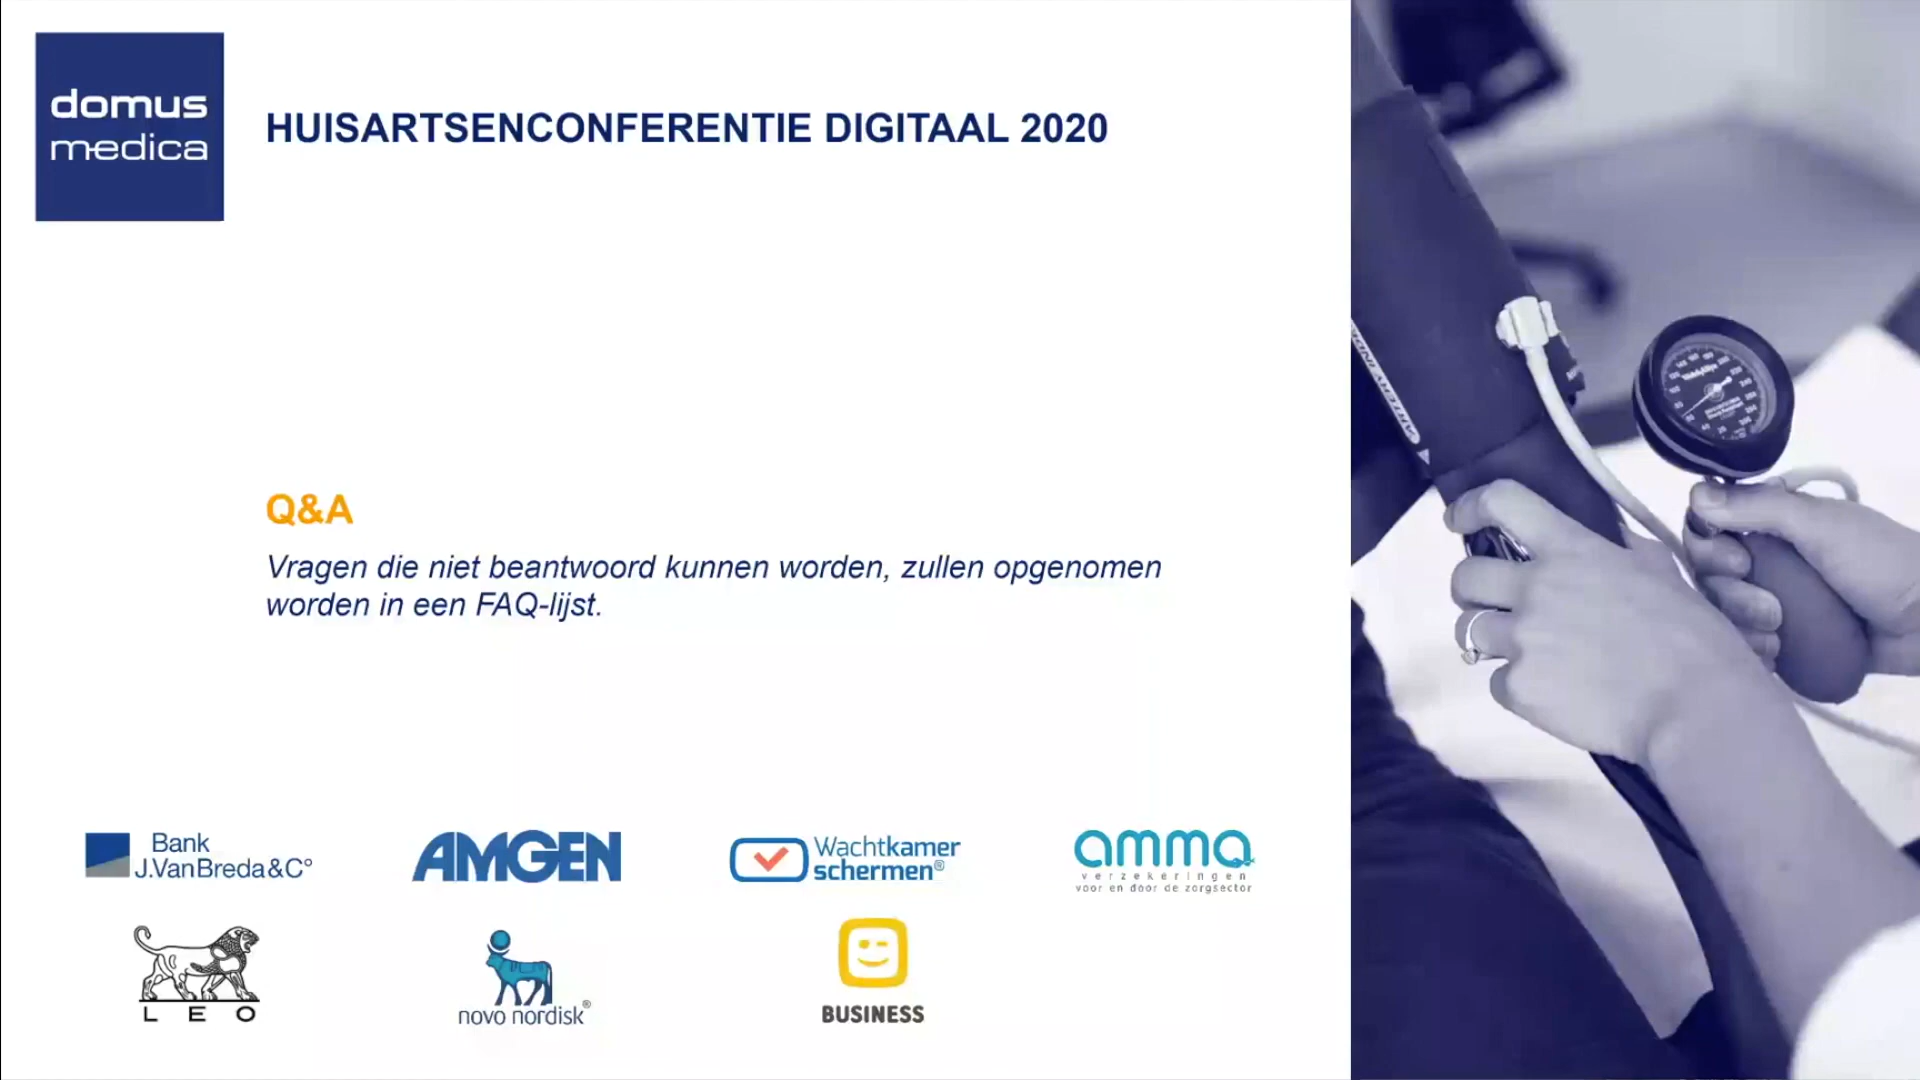 domus
medica
HUISARTSENCONFERENTIE DIGITAAL 2020
Q&A
Vragen die niet beantwoord kunnen worden, zullen opgenomen
worden in een FAQ-lijst.
Bank
J.VanBreda&C°
AMGEN
Wachtkamer
schermen®
amma
verzekeringen
voor en door de zorgsector
LEO
novo nordisk®
BUSINESS